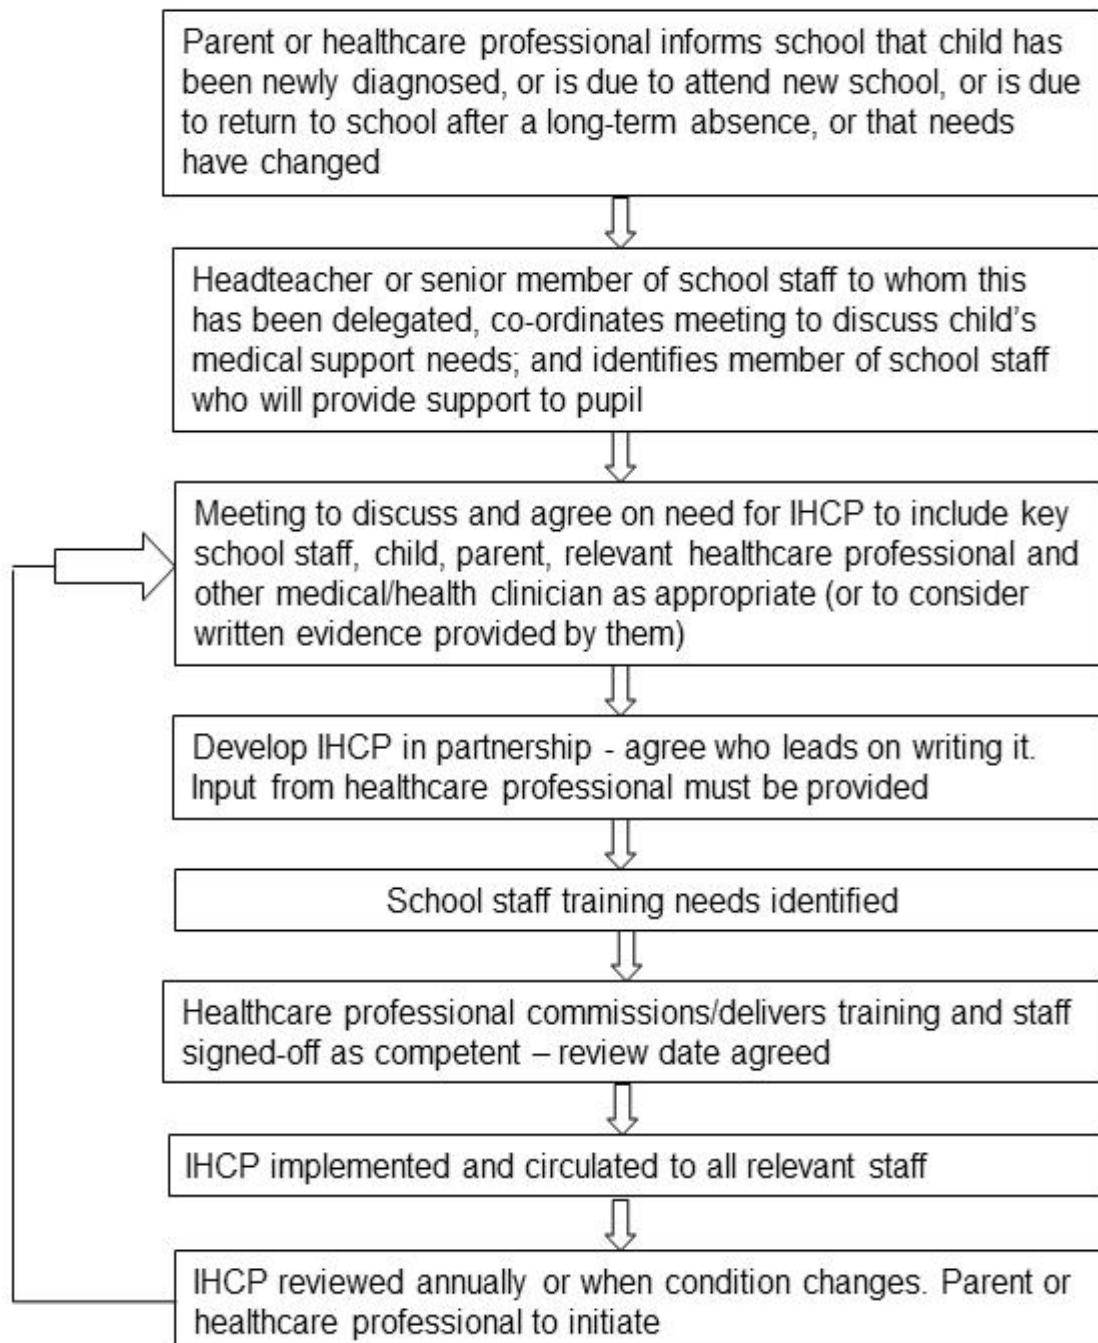 Parent or healthcare professional informs school that child has
been newly diagnosed, or is due to attend new school, or is due
to return to school after a long-term absence, or that needs
have changed
Headteacher or senior member of school staff to whom this
has been delegated, co-ordinates meeting to discuss child's
medical support needs; and identifies member of school staff
who will provide support to pupil
Meeting to discuss and agree on need for IHCP to include key
school staff, child, parent, relevant healthcare professional and
other medical/health clinician as appropriate (or to consider
written evidence provided by them)
Develop IHCP in partnership - agree who leads on writing it.
Input from healthcare professional must be provided
School staff training needs identified
Healthcare professional commissions/delivers training and staff
signed-off as competent – review date agreed
IHCP implemented and circulated to all relevant staff
IHCP reviewed annually or when condition changes. Parent or
healthcare professional to initiate